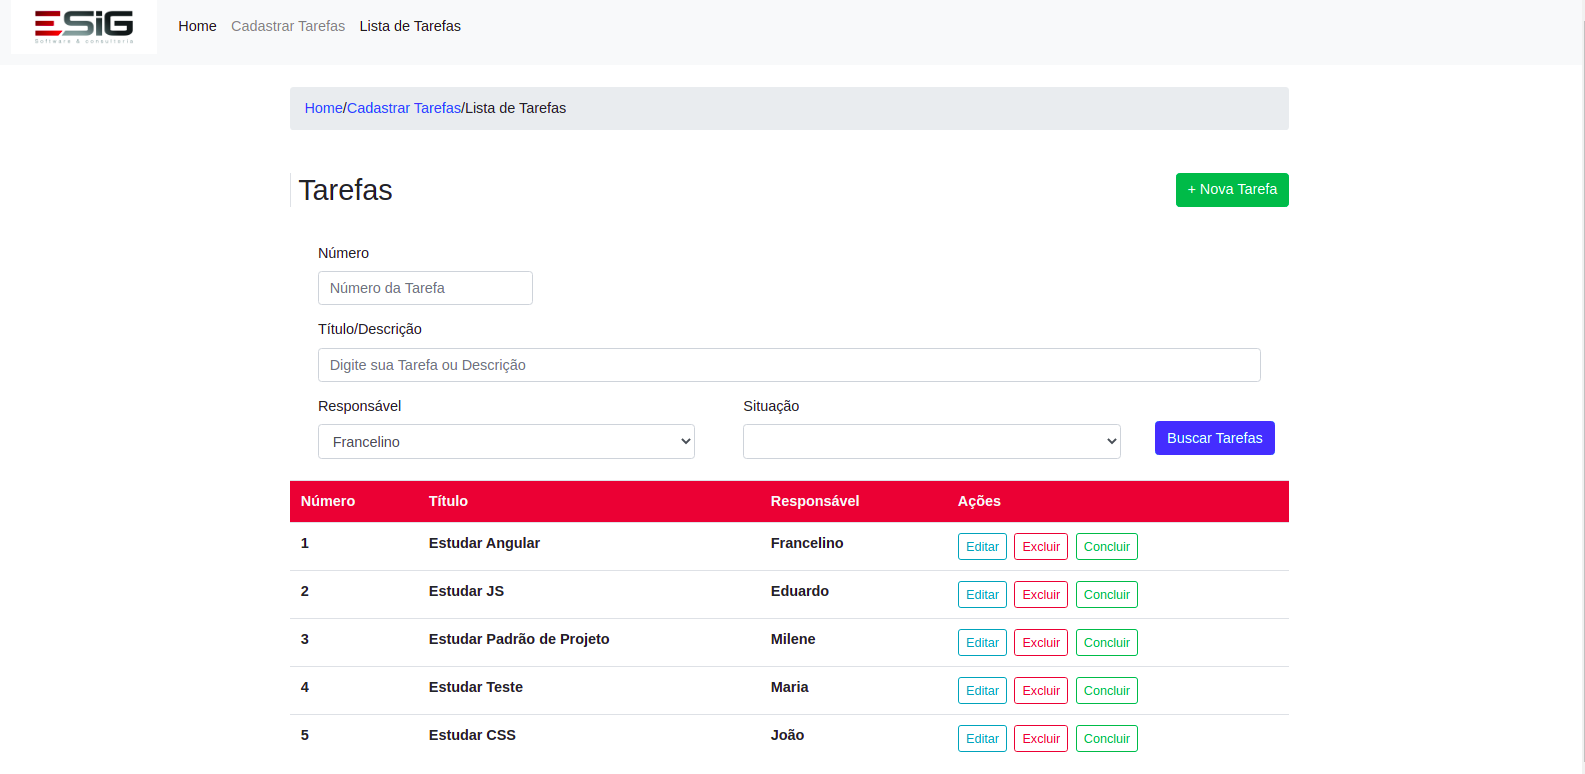 ESiG
Software & consultoria
Home Cadastrar Tarefas Lista de Tarefas
Home/Cadastrar Tarefas/Lista de Tarefas
Tarefas
+ Nova Tarefa
Número
Número da Tarefa
Título/Descrição
Digite sua Tarefa ou Descrição
Responsável Situação
Francelino
Buscar Tarefas
Número Título Responsável Ações
1 Estudar Angular Francelino Editar Excluir Concluir
2 Estudar JS Eduardo Editar Excluir Concluir
3 Estudar Padrão de Projeto Milene Editar Excluir Concluir
4 Estudar Teste Maria Editar Excluir Concluir
5 Estudar CSS João Editar Excluir Concluir